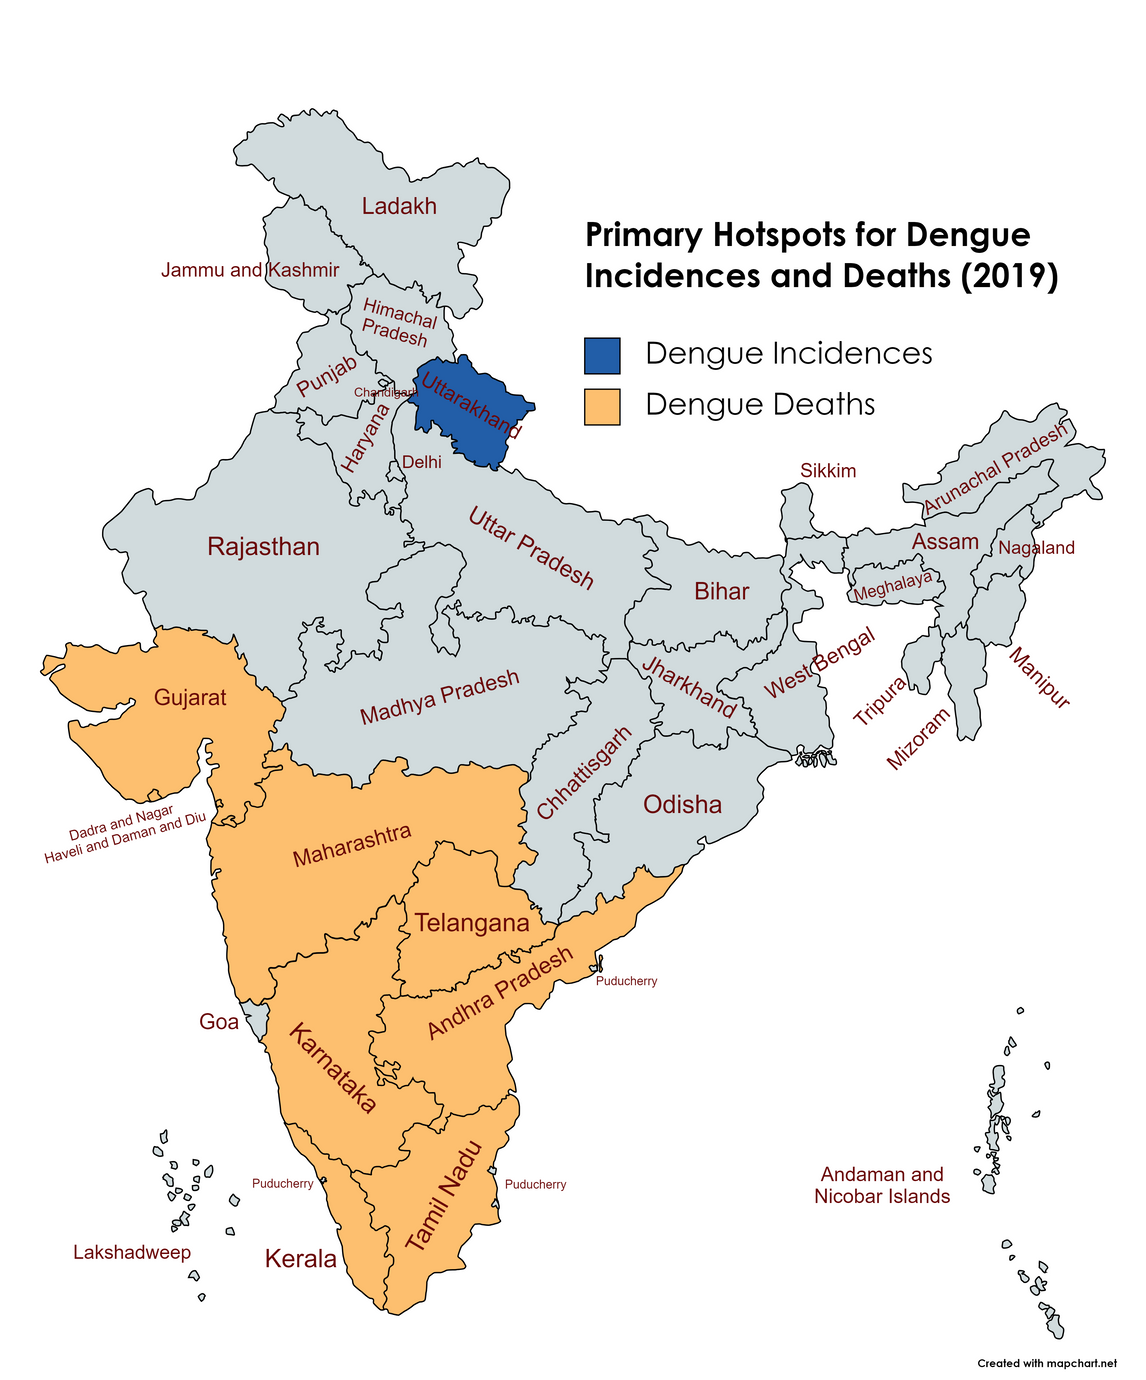 Ladakh
Primary Hotspots for Dengue
Incidences and Deaths (2019)
Jammu and Kashmir
Himachal
Pradesh
Dengue Incidences
Punjab
Chandigarh
Uttarakhand
Dengue Deaths
Haryana
Delhi
Sikkim
Arunachal Pradesh
Rajasthan
Uttar Pradesh
Assam
Nagaland
Bihar
Meghalaya
Gujarat
Madhya Pradesh
Jharkhand
West Bengal
Tripura
Manipur
Mizoram
Chhattisgarh
Odisha
Dadra and Nagar
Haveli and Daman and Diu
Maharashtra
Telangana
Andhra Pradesh
Puducherry
Goa
Karnataka
Puducherry
Tamil Nadu
Puducherry
Andaman and
Nicobar Islands
Lakshadweep
Kerala
Created with mapchart.net